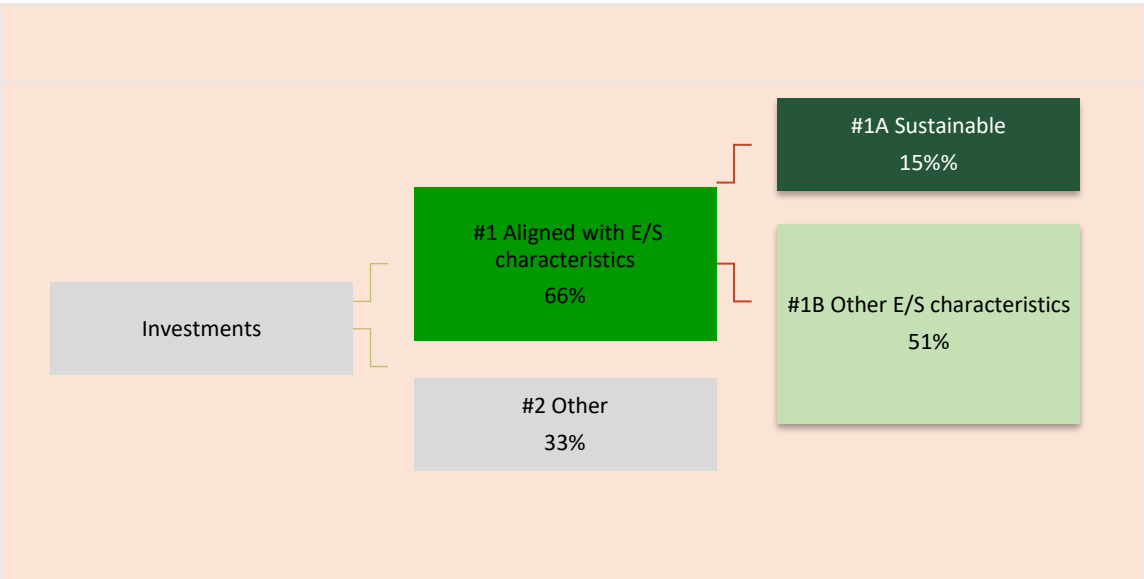 Investments
#1 Aligned with E/S
characteristics
66%
#2 Other
33%
#1A Sustainable
15%%
#1B Other E/S characteristics
51%